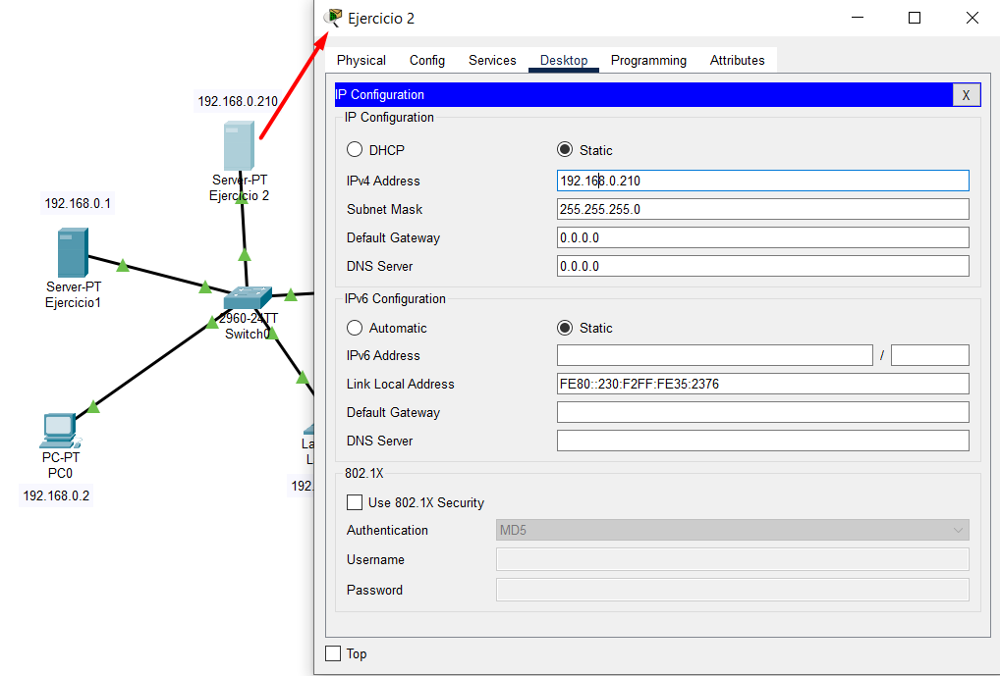 192.168.0.210
Server-PT
Ejercicio 2
192.168.0.1
Server-PT
Ejercicio1
2960-24TT
Switch0
PC-PT
PC0
192.168.0.2
La
L
192.
Ejercicio 2
Physical Config Services Desktop Programming Attributes
IP Configuration X
IP Configuration
DHCP Static
IPv4 Address 192.168.0.210
Subnet Mask 255.255.255.0
Default Gateway 0.0.0.0
DNS Server 0.0.0.0
IPv6 Configuration
Automatic Static
IPv6 Address /
Link Local Address FE80::230:F2FF:FE35:2376
Default Gateway
DNS Server
802.1X
Use 802.1X Security
Authentication MD5
Username
Password
Top